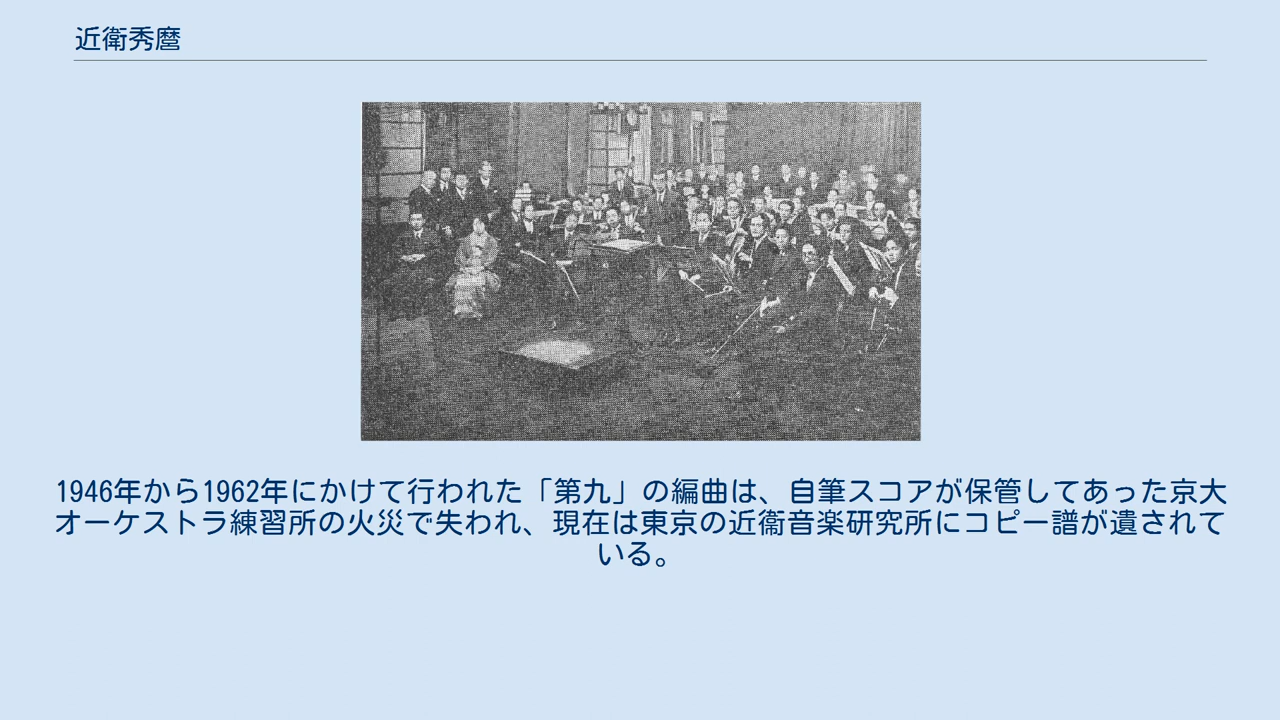 近衛秀麿
1946年から1962年にかけて行われた「第九」の編曲は、自筆スコアが保管してあった京大
オーケストラ練習所の火災で失われ、現在は東京の近衞音楽研究所にコピー譜が遺されて
いる。